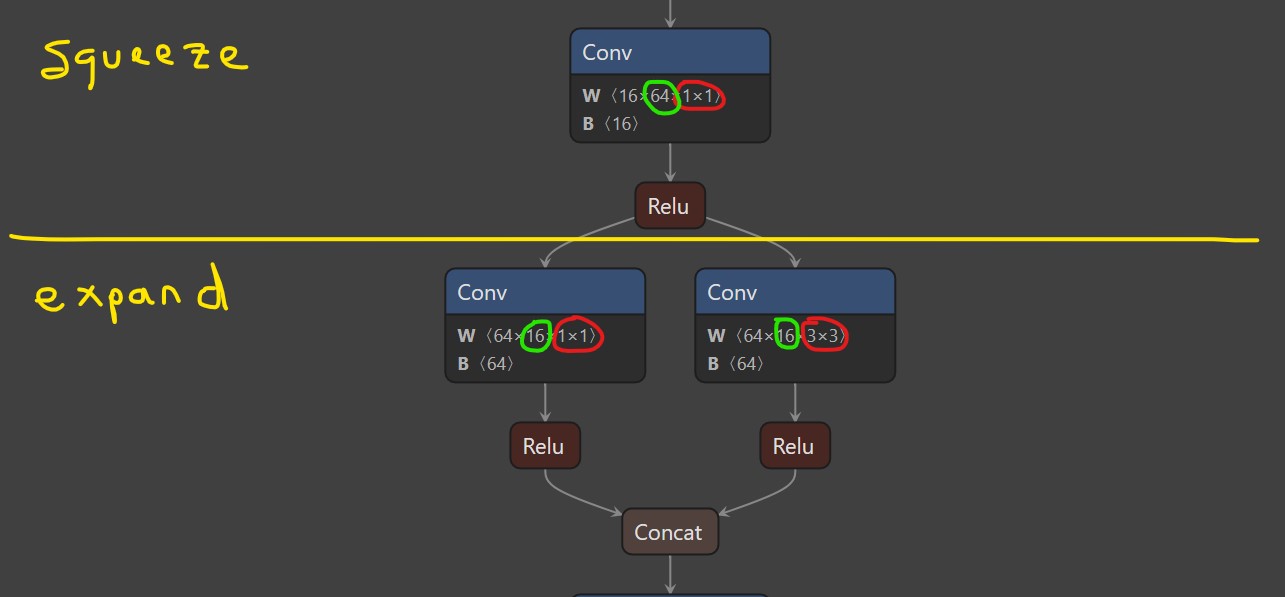 Squeeze
Conv
W 〈16×64×1×1〉
B 〈16〉
Relu
expand
Conv
W 〈64×16×1×1〉
B 〈64〉
Conv
W 〈64×16×3×3〉
B 〈64〉
Relu
Relu
Concat